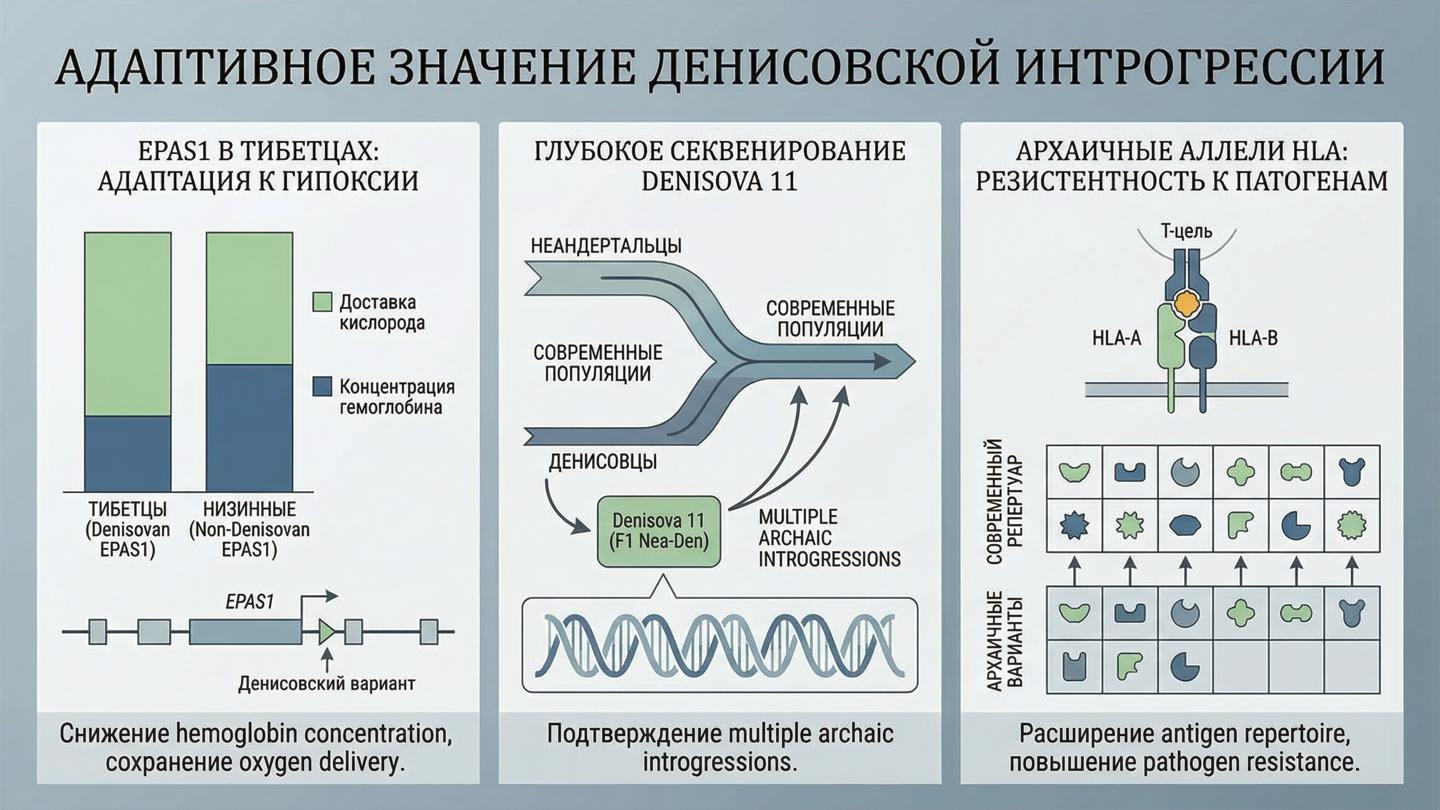 АДАПТИВНОЕ ЗНАЧЕНИЕ ДЕНИСОВСКОЙ ИНТРОГРЕССИИ
EPAS1 В ТИБЕТЦАХ:
АДАПТАЦИЯ К ГИПОКСИИ
Доставка
кислорода
Концентрация
гемоглобина
ТИБЕТЦЫ
(Denisovan
EPAS1)
НИЗИННЫЕ
(Non-Denisovan
EPAS1)
EPAS1
Денисовский вариант
Снижение hemoglobin concentration,
сохранение oxygen delivery.
ГЛУБОКОЕ СЕКВЕНИРОВАНИЕ
DENISOVA 11
НЕАНДЕРТАЛЬЦЫ
СОВРЕМЕННЫЕ
ПОПУЛЯЦИИ
СОВРЕМЕННЫЕ
ПОПУЛЯЦИИ
ДЕНИСОВЦЫ
Denisova 11
(F1 Nea-Den)
MULTIPLE
ARCHAIC
INTROGRESSIONS
Подтверждение multiple archaic
introgressions.
АРХАИЧНЫЕ АЛЛЕЛИ HLA:
РЕЗИСТЕНТНОСТЬ К ПАТОГЕНАМ
Т-цель
HLA-A
HLA-B
СОВРЕМЕННЫЙ
РЕПЕРТУАР
АРХАИЧНЫЕ
ВАРИАНТЫ
Расширение antigen repertoire,
повышение pathogen resistance.